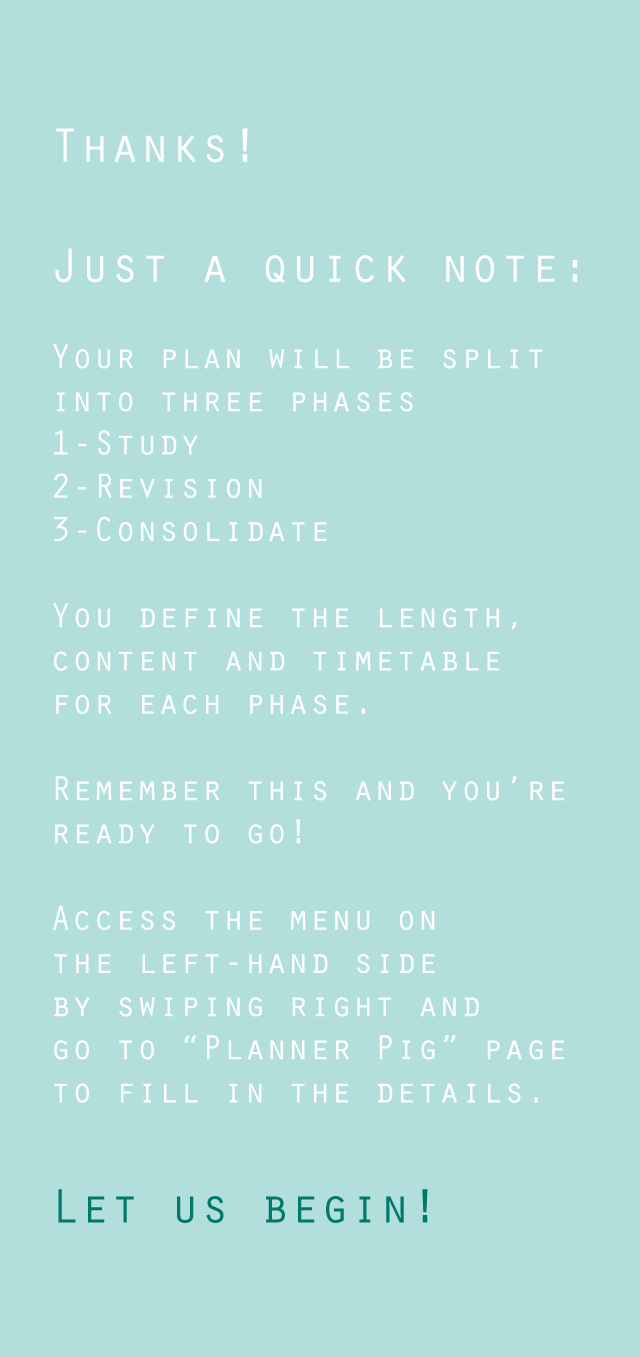 Thanks!
Just a quick note:
Your plan will be split
into three phases
1-Study
2-Revision
3-Consolidate
You define the length,
content and timetable
for each phase.
Remember this and you’re
ready to go!
Access the menu on
the left-hand side
by swiping right and
go to “Planner Pig” page
to fill in the details.
Let us begin!